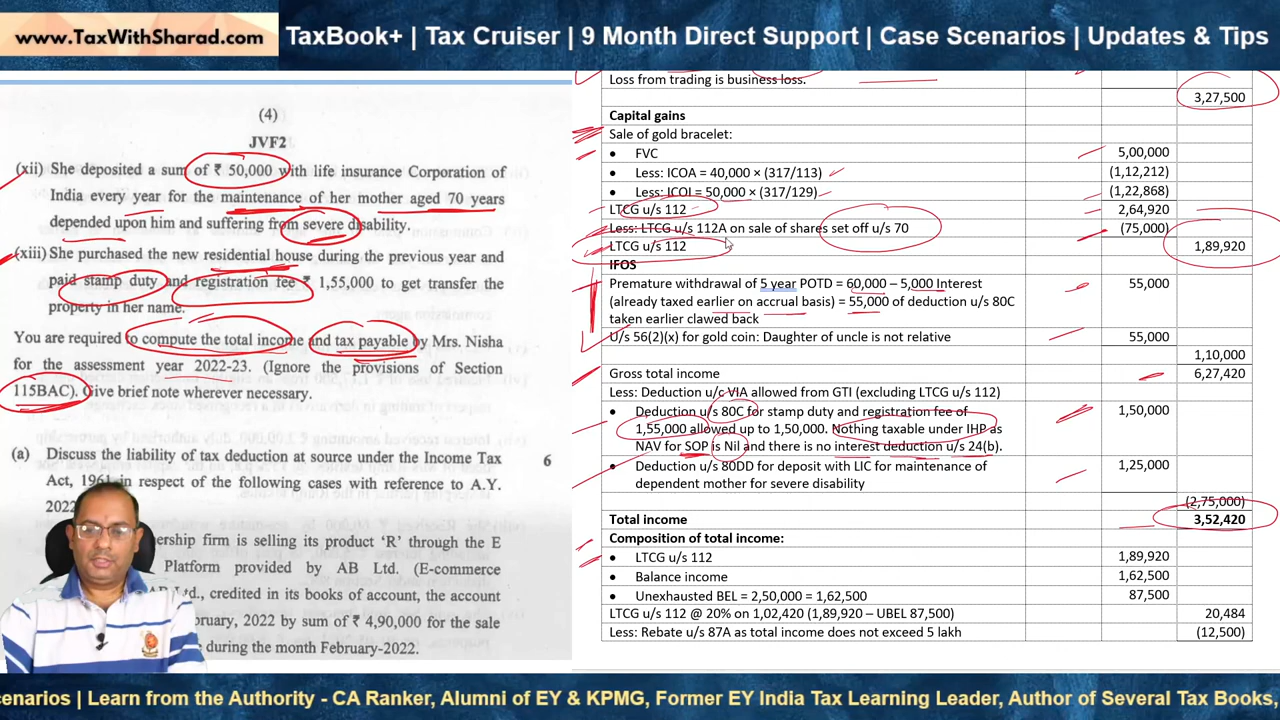 www.TaxWithSharad.com
TaxBook+ | Tax Cruiser | 9 Month Direct Support | Case Scenarios | Updates & Tips
(4)
JVF2
(xii) She deposited a sum of ₹ 50,000 with life insurance Corporation of
India every year for the maintenance of her mother aged 70 years
depended upon him and suffering from severe disability.
(xiii) She purchased the new residential house during the previous year and
paid stamp duty and registration fee ₹ 1,55,000 to get transfer the
property in her name.
You are required to compute the total income and tax payable by Mrs. Nisha
for the assessment year 2022-23. (Ignore the provisions of Section
115BAC). Give brief note wherever necessary.
(a) Discuss the liability of tax deduction at source under the Income Tax 6
Act, 1961 in respect of the following cases with reference to A.Y.
2022
ership firm is selling its product 'R' through the E
Platform provided by AB Ltd. (E-commerce
Ltd., credited in its books of account, the account
bruary, 2022 by sum of ₹ 4,90,000 for the sale
during the month February-2022.
Loss from trading is business loss.
3,27,500
Capital gains
Sale of gold bracelet:
• FVC 5,00,000
• Less: ICOA = 40,000 × (317/113) (1,12,212)
• Less: ICOI = 50,000 × (317/129) (1,22,868)
LTCG u/s 112 2,64,920
Less: LTCG u/s 112A on sale of shares set off u/s 70 (75,000)
LTCG u/s 112 1,89,920
IFOS
Premature withdrawal of 5 year POTD = 60,000 – 5,000 Interest 55,000
(already taxed earlier on accrual basis) = 55,000 of deduction u/s 80C
taken earlier clawed back
U/s 56(2)(x) for gold coin: Daughter of uncle is not relative 55,000
1,10,000
Gross total income 6,27,420
Less: Deduction u/c VIA allowed from GTI (excluding LTCG u/s 112)
• Deduction u/s 80C for stamp duty and registration fee of 1,50,000
1,55,000 allowed up to 1,50,000. Nothing taxable under IHP as
NAV for SOP is Nil and there is no interest deduction u/s 24(b).
• Deduction u/s 80DD for deposit with LIC for maintenance of 1,25,000
dependent mother for severe disability
(2,75,000)
Total income 3,52,420
Composition of total income:
• LTCG u/s 112 1,89,920
• Balance income 1,62,500
• Unexhausted BEL = 2,50,000 = 1,62,500 87,500
LTCG u/s 112 @ 20% on 1,02,420 (1,89,920 – UBEL 87,500) 20,484
Less: Rebate u/s 87A as total income does not exceed 5 lakh (12,500)
enarios | Learn from the Authority - CA Ranker, Alumni of EY & KPMG, Former EY India Tax Learning Leader, Author of Several Tax Books,